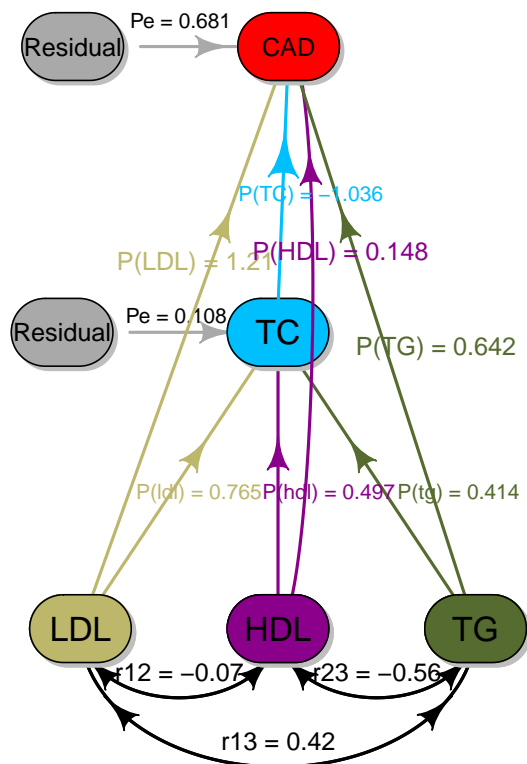 Pe = 0.681
Residual
CAD
P(TC) = −1.036
P(HDL) = 0.148
P(LDL) = 1.21
Pe = 0.108
Residual
TC
P(TG) = 0.642
P(ldl) = 0.765
P(hdl) = 0.497
P(tg) = 0.414
LDL
HDL
TG
r12 = −0.07
r23 = −0.56
r13 = 0.42